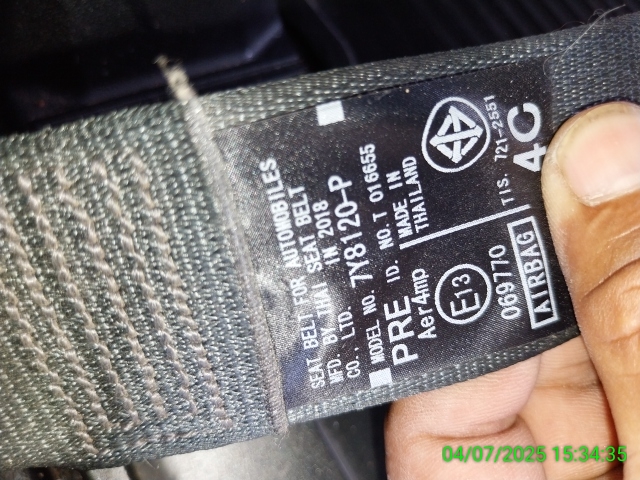 SEAT BELT FOR AUTOMOBILES
MFD. BY THAI SEAT BELT
CO., LTD. IN 2018
MODEL NO. 7Y8120-P
PRE ID. NO. T 016655
Aer4mp
MADE IN
THAILAND
E13
069770
AIRBAG
TIS. 721-2551
4C
04/07/2025 15:34:35